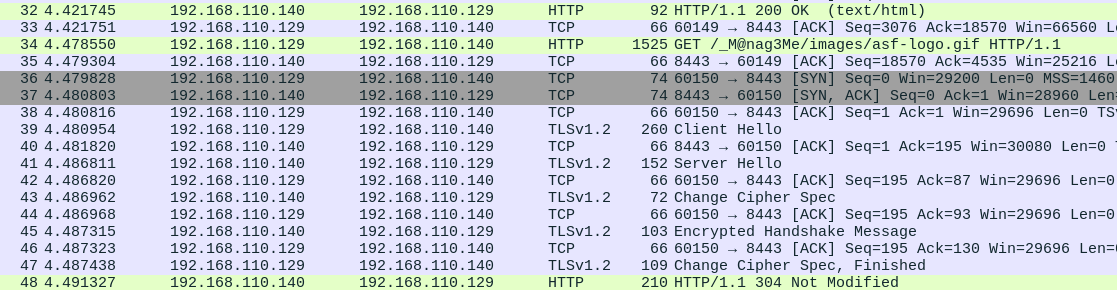 32 4.421745 192.168.110.140 192.168.110.129 HTTP 92 HTTP/1.1 200 OK (text/html)
33 4.421751 192.168.110.129 192.168.110.140 TCP 66 60149 → 8443 [ACK] Seq=3076 Ack=18570 Win=66560 L
34 4.478550 192.168.110.129 192.168.110.140 HTTP 1525 GET /_M@nag3Me/images/asf-logo.gif HTTP/1.1
35 4.479304 192.168.110.140 192.168.110.129 TCP 66 8443 → 60149 [ACK] Seq=18570 Ack=4535 Win=25216 L
36 4.479828 192.168.110.129 192.168.110.140 TCP 74 60150 → 8443 [SYN] Seq=0 Win=29200 Len=0 MSS=1460
37 4.480803 192.168.110.140 192.168.110.129 TCP 74 8443 → 60150 [SYN, ACK] Seq=0 Ack=1 Win=28960 Len=
38 4.480816 192.168.110.129 192.168.110.140 TCP 66 60150 → 8443 [ACK] Seq=1 Ack=1 Win=29696 Len=0 TS
39 4.480954 192.168.110.129 192.168.110.140 TLSv1.2 260 Client Hello
40 4.481820 192.168.110.140 192.168.110.129 TCP 66 8443 → 60150 [ACK] Seq=1 Ack=195 Win=30080 Len=0
41 4.486811 192.168.110.140 192.168.110.129 TLSv1.2 152 Server Hello
42 4.486820 192.168.110.129 192.168.110.140 TCP 66 60150 → 8443 [ACK] Seq=195 Ack=87 Win=29696 Len=0
43 4.486962 192.168.110.140 192.168.110.129 TLSv1.2 72 Change Cipher Spec
44 4.486968 192.168.110.129 192.168.110.140 TCP 66 60150 → 8443 [ACK] Seq=195 Ack=93 Win=29696 Len=0
45 4.487315 192.168.110.140 192.168.110.129 TLSv1.2 103 Encrypted Handshake Message
46 4.487323 192.168.110.129 192.168.110.140 TCP 66 60150 → 8443 [ACK] Seq=195 Ack=130 Win=29696 Len=
47 4.487438 192.168.110.129 192.168.110.140 TLSv1.2 109 Change Cipher Spec, Finished
48 4.491327 192.168.110.140 192.168.110.129 HTTP 210 HTTP/1.1 304 Not Modified